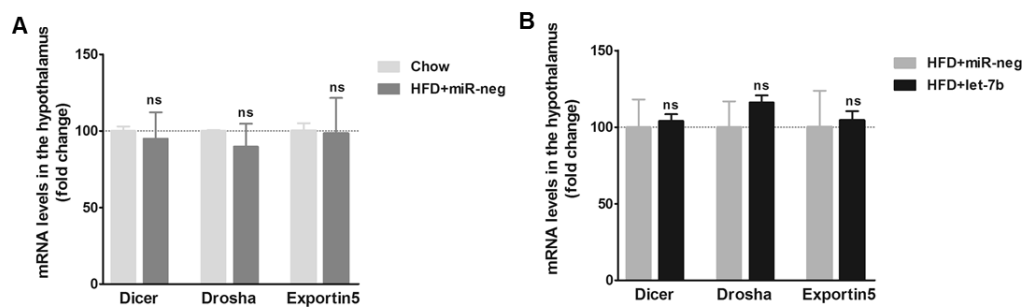 A
mRNA levels in the hypothalamus
(fold change)
150
100
50
0
ns
ns
ns
Dicer
Drosha
Exportin5
Chow
HFD+miR-neg
B
mRNA levels in the hypothalamus
(fold change)
150
100
50
0
ns
ns
ns
Dicer
Drosha
Exportin5
HFD+miR-neg
HFD+let-7b